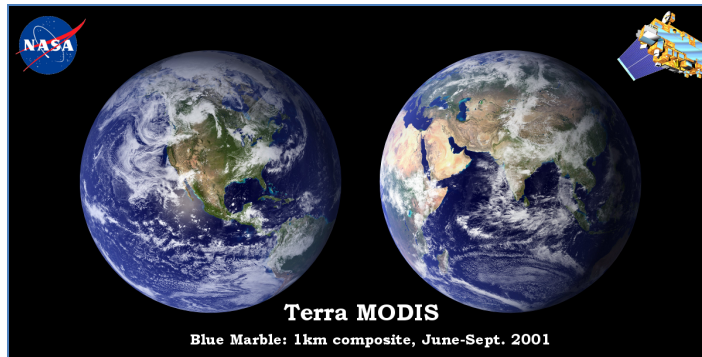 NASA
Terra MODIS
Blue Marble: 1km composite, June-Sept. 2001